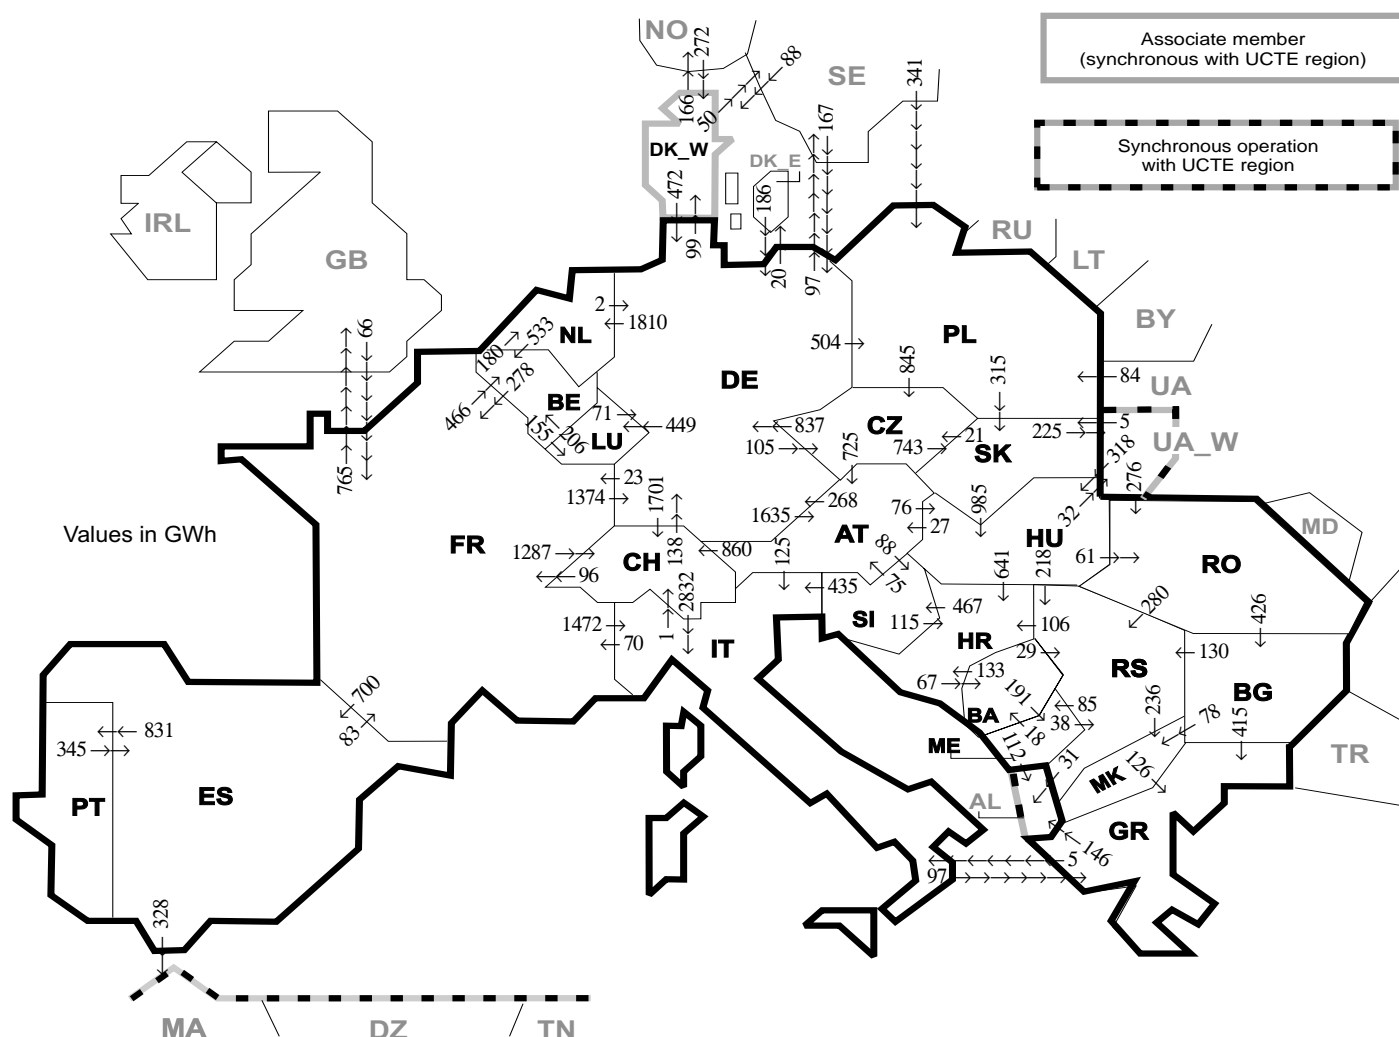 NO
272
88
SE
341
Associate member
(synchronous with UCTE region)
166
50
167
Synchronous operation
with UCTE region
DK_W
DK_E
472
186
IRL
GB
99
20
97
RU
LT
BY
66
2
1810
NL
533
180
278
504
PL
845
315
84
UA
DE
BE
466
71
449
155
206
LU
837
105
CZ
725
743
21
SK
225
5
UA_W
318
276
765
23
1374
1701
268
1635
76
27
985
32
Values in GWh
FR
1287
96
CH
138
860
125
AT
88
75
HU
641
218
61
RO
MD
2832
435
SI
115
467
280
426
1472
70
1
IT
HR
106
29
130
133
67
191
RS
BG
700
83
BA
18
85
38
236
78
415
831
345
ME
112
31
MK
126
TR
PT
ES
AL
GR
146
5
97
328
MA
DZ
TN